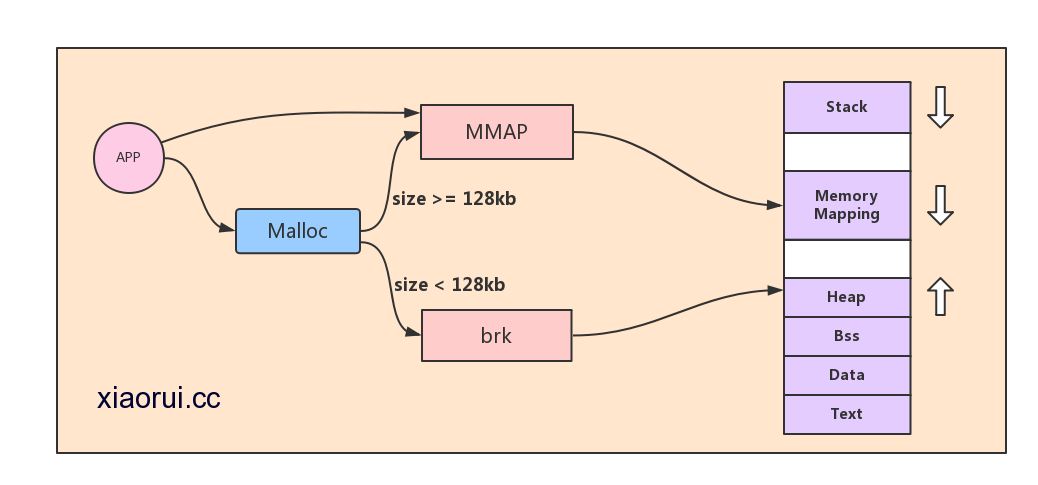 APP
Malloc
MMAP
size >= 128kb
size < 128kb
brk
Stack
Memory
Mapping
Heap
Bss
Data
Text
xiaorui.cc